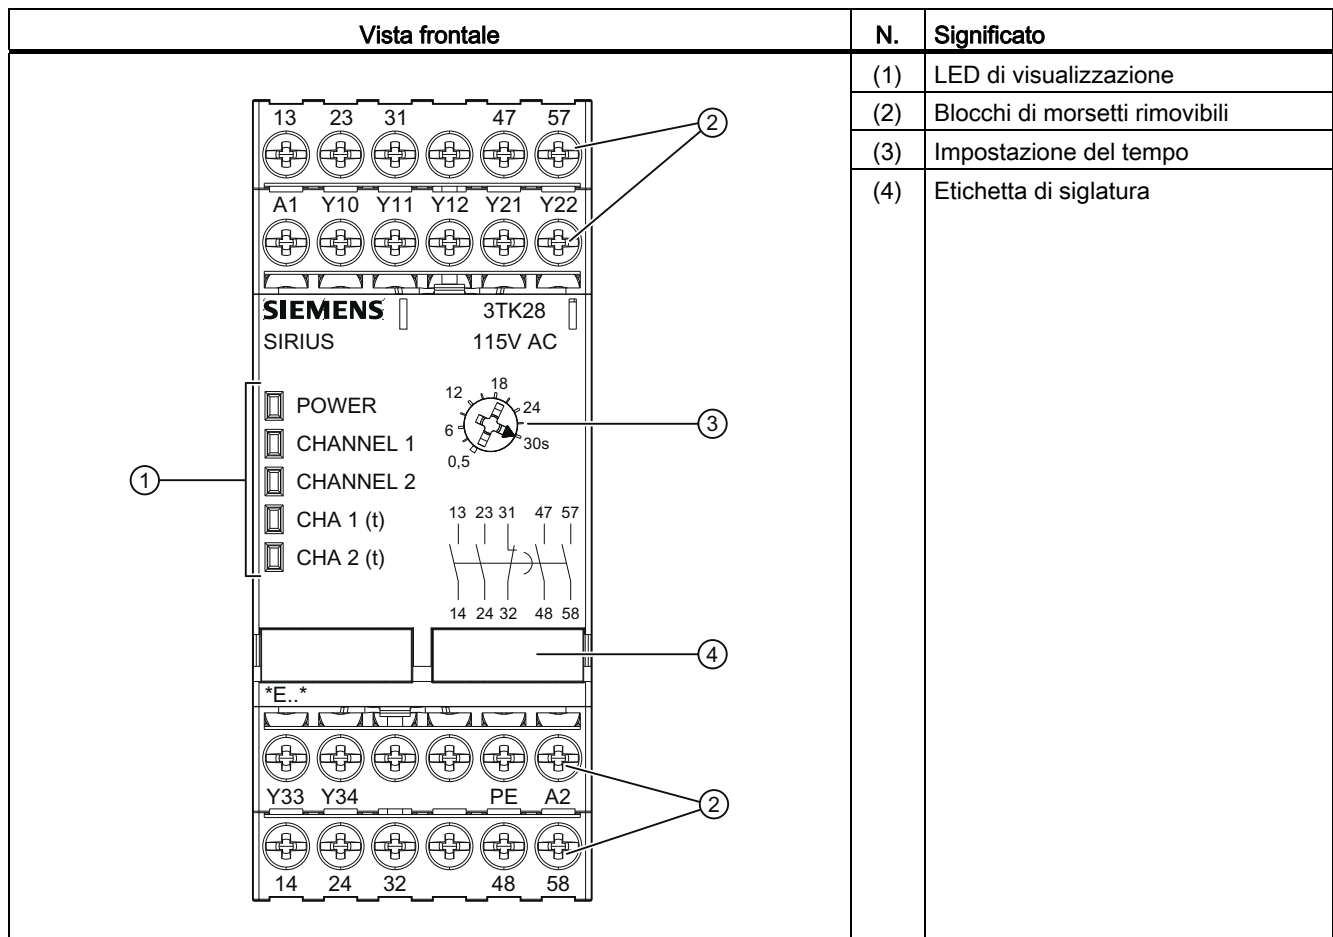 Vista frontale
N. Significato
(1) LED di visualizzazione
(2) Blocchi di morsetti rimovibili
(3) Impostazione del tempo
(4) Etichetta di siglatura
13 23 31 47 57
2
A1 Y10 Y11 Y12 Y21 Y22
SIEMENS 3TK28
SIRIUS 115V AC
POWER
CHANNEL 1
CHANNEL 2
CHA 1 (t)
CHA 2 (t)
1
0,5
6
12
18
24
30s
3
13 23 31 47 57
14 24 32 48 58
4
*E..*
Y33 Y34 PE A2
2
14 24 32 48 58